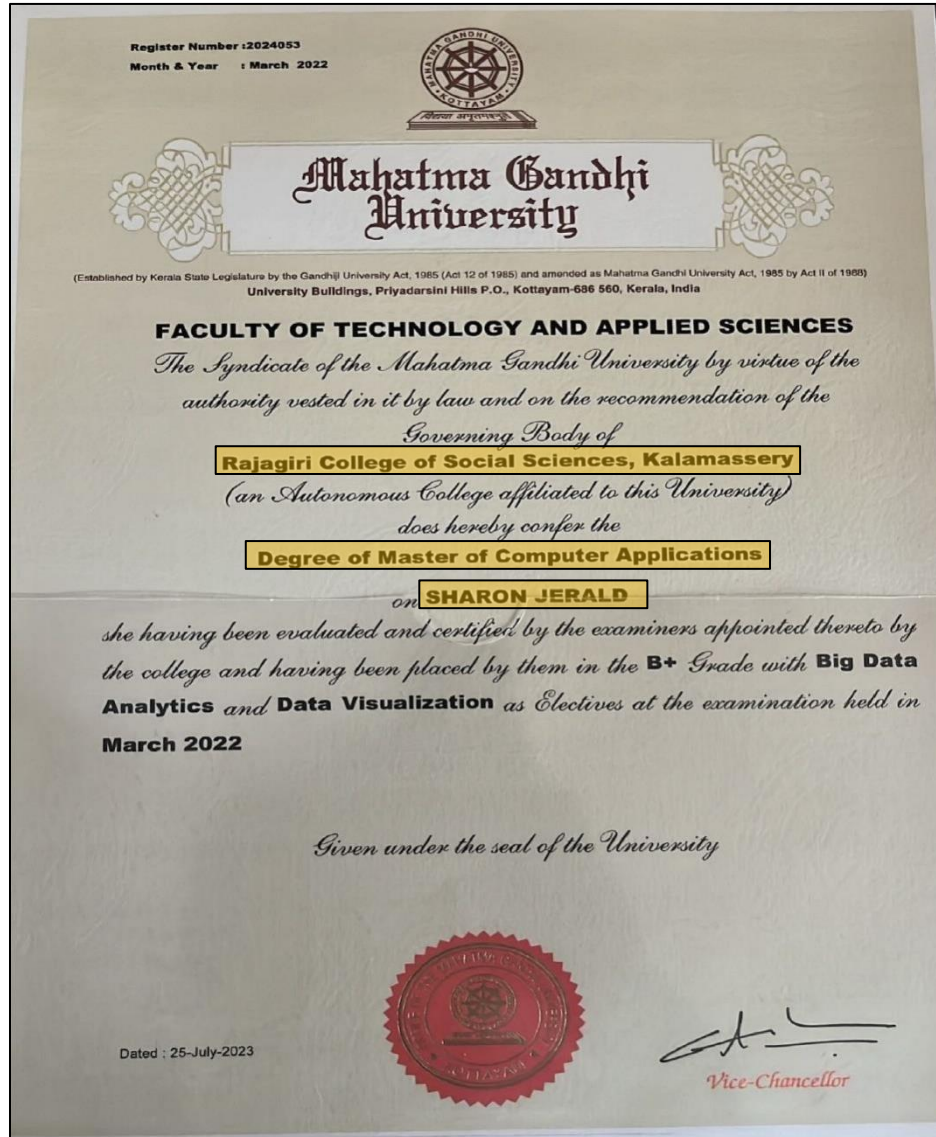 Register Number :2024053
Month & Year : March 2022
MAHATMA GANDHI UNIVERSITY
KOTTAYAM
विद्यया अमृतमश्नुते
Mahatma Gandhi
University
(Established by Kerala State Legislature by the Gandhiji University Act, 1985 (Act 12 of 1985) and amended as Mahatma Gandhi University Act, 1985 by Act II of 1988)
University Buildings, Priyadarsini Hills P.O., Kottayam-686 560, Kerala, India
FACULTY OF TECHNOLOGY AND APPLIED SCIENCES
The Syndicate of the Mahatma Gandhi University by virtue of the
authority vested in it by law and on the recommendation of the
Governing Body of
Rajagiri College of Social Sciences, Kalamassery
(an Autonomous College affiliated to this University)
does hereby confer the
Degree of Master of Computer Applications
on SHARON JERALD
she having been evaluated and certified by the examiners appointed thereto by
the college and having been placed by them in the B+ Grade with Big Data
Analytics and Data Visualization as Electives at the examination held in
March 2022
Given under the seal of the University
KOTTAYAM
Dated : 25-July-2023
Vice-Chancellor